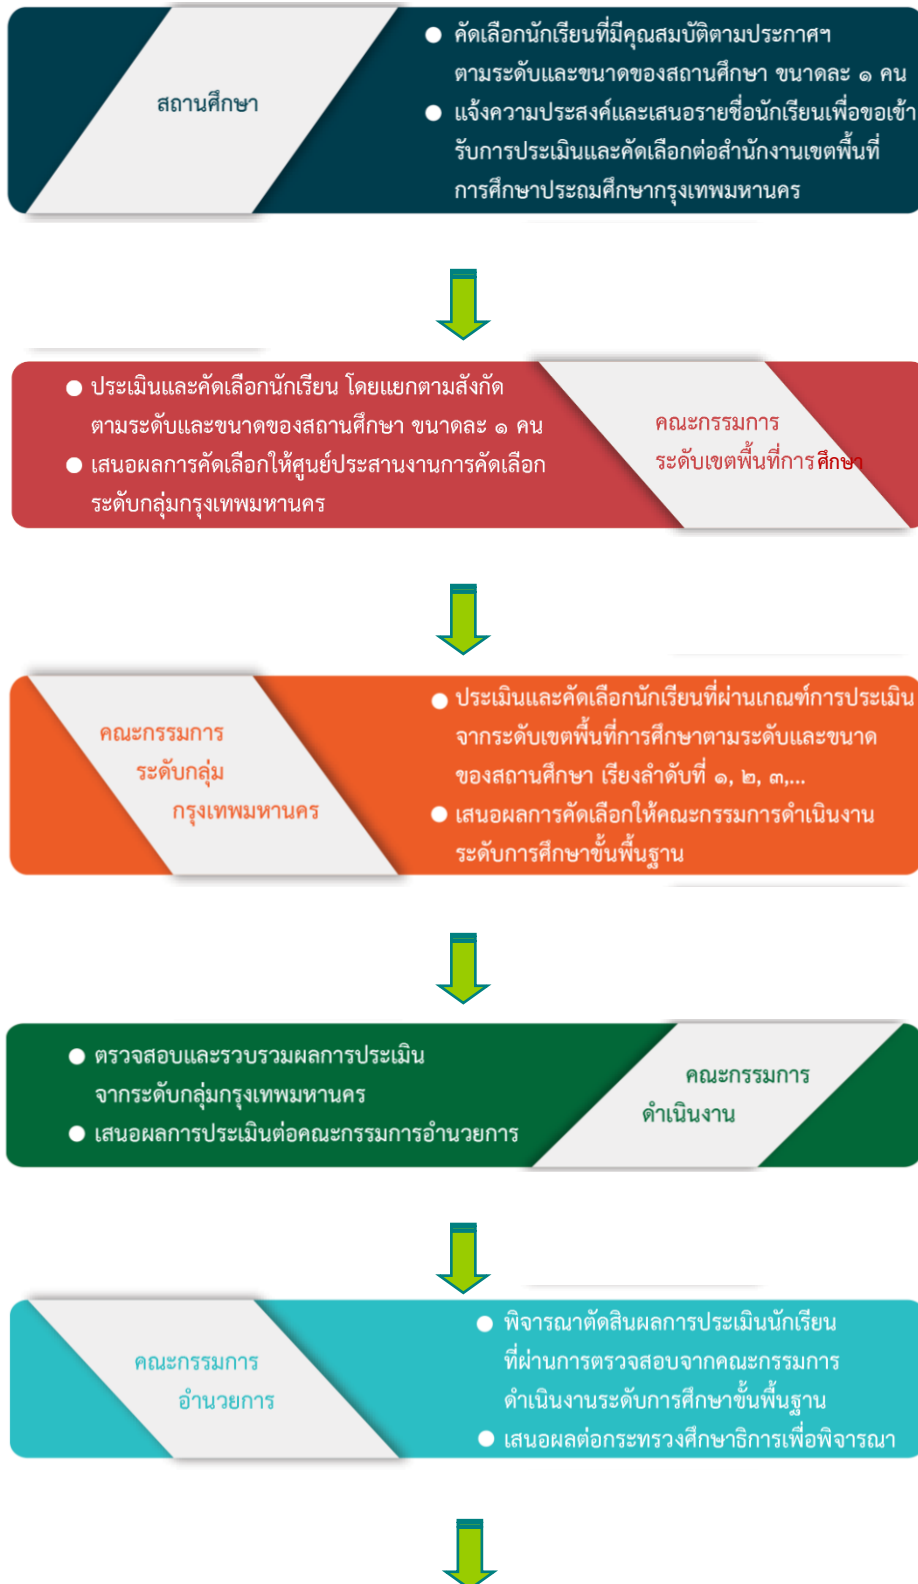 สถานศึกษา
● คัดเลือกนักเรียนที่มีคุณสมบัติตามประกาศฯ
ตามระดับและขนาดของสถานศึกษา ขนาดละ ๑ คน
● แจ้งความประสงค์และเสนอรายชื่อนักเรียนเพื่อขอเข้า
รับการประเมินและคัดเลือกต่อสำนักงานเขตพื้นที่
การศึกษาประถมศึกษากรุงเทพมหานคร
● ประเมินและคัดเลือกนักเรียน โดยแยกตามสังกัด
ตามระดับและขนาดของสถานศึกษา ขนาดละ ๑ คน
● เสนอผลการคัดเลือกให้ศูนย์ประสานงานการคัดเลือก
ระดับกลุ่มกรุงเทพมหานคร
คณะกรรมการ
ระดับเขตพื้นที่การศึกษา
คณะกรรมการ
ระดับกลุ่ม
กรุงเทพมหานคร
● ประเมินและคัดเลือกนักเรียนที่ผ่านเกณฑ์การประเมิน
จากระดับเขตพื้นที่การศึกษาตามระดับและขนาด
ของสถานศึกษา เรียงลำดับที่ ๑, ๒, ๓,...
● เสนอผลการคัดเลือกให้คณะกรรมการดำเนินงาน
ระดับการศึกษาขั้นพื้นฐาน
● ตรวจสอบและรวบรวมผลการประเมิน
จากระดับกลุ่มกรุงเทพมหานคร
● เสนอผลการประเมินต่อคณะกรรมการอำนวยการ
คณะกรรมการ
ดำเนินงาน
คณะกรรมการ
อำนวยการ
● พิจารณาตัดสินผลการประเมินนักเรียน
ที่ผ่านการตรวจสอบจากคณะกรรมการ
ดำเนินงานระดับการศึกษาขั้นพื้นฐาน
● เสนอผลต่อกระทรวงศึกษาธิการเพื่อพิจารณา